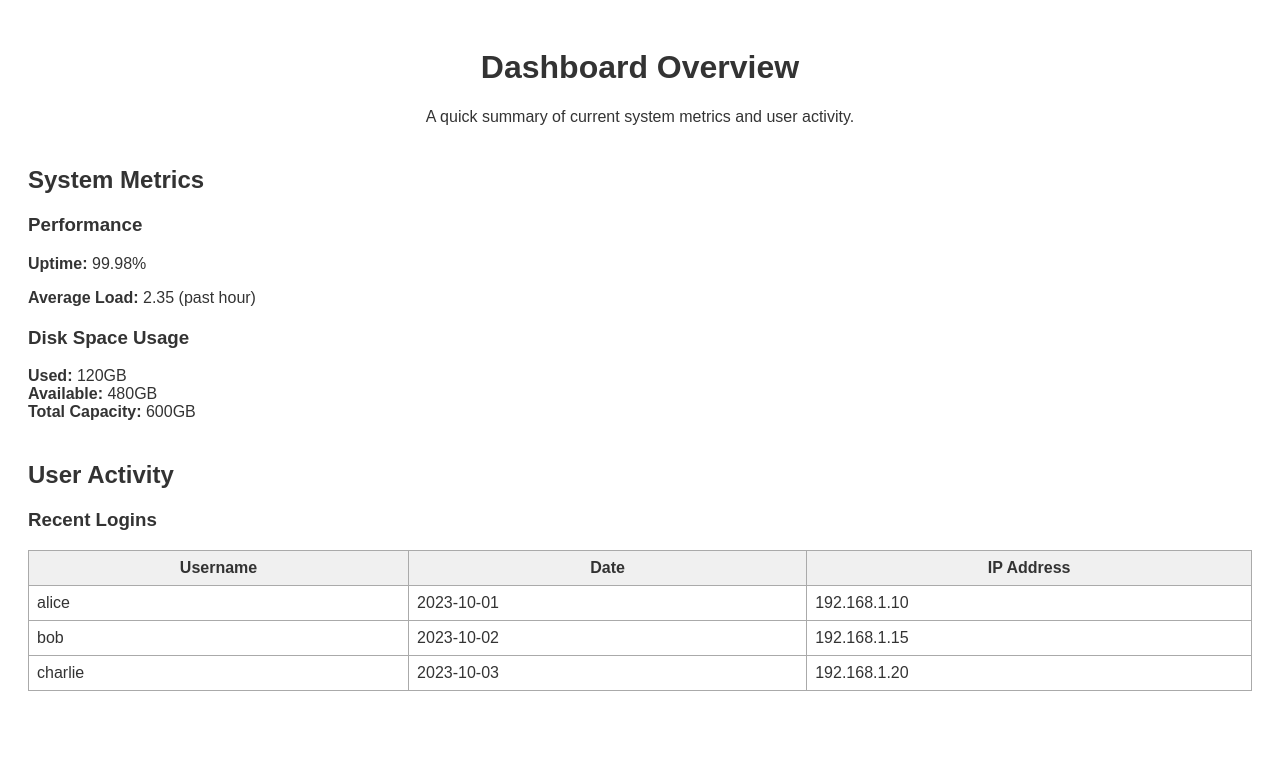 Dashboard Overview
A quick summary of current system metrics and user activity.
System Metrics
Performance
Uptime: 99.98%
Average Load: 2.35 (past hour)
Disk Space Usage
Used: 120GB
Available: 480GB
Total Capacity: 600GB
User Activity
Recent Logins
Username Date IP Address
alice 2023-10-01 192.168.1.10
bob 2023-10-02 192.168.1.15
charlie 2023-10-03 192.168.1.20